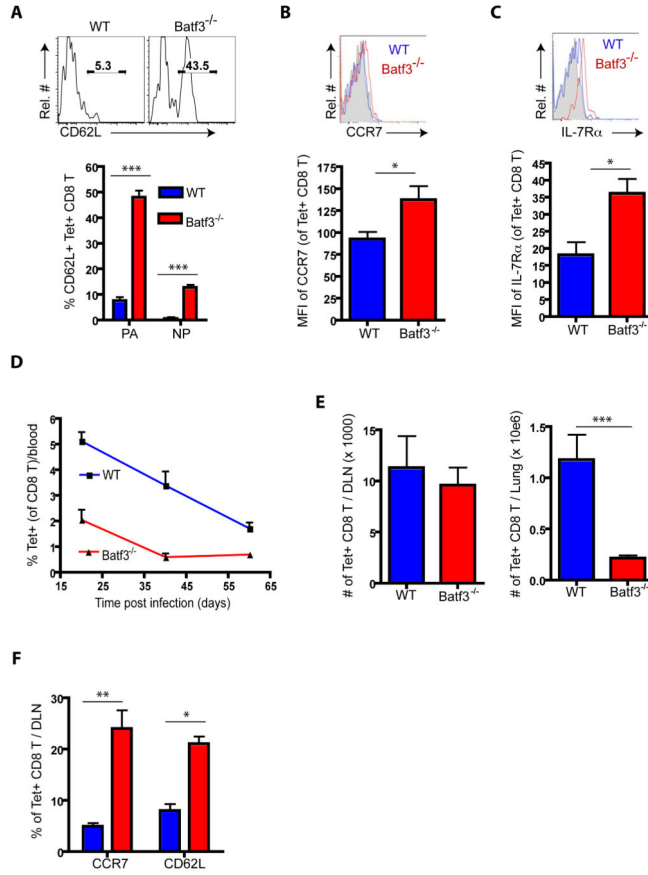 A
WT
Batf3-/-
Rel. #
5.3
43.5
CD62L
% CD62L+ Tet+ CD8 T
60
50
40
30
20
10
0
***
***
WT
Batf3-/-
PA
NP
B
WT
Batf3-/-
Rel. #
CCR7
MFI of CCR7 (of Tet+ CD8 T)
175
150
125
100
75
50
25
0
*
WT
Batf3-/-
C
WT
Batf3-/-
Rel. #
IL-7Rα
MFI of IL-7Rα (of Tet+ CD8 T)
45
40
35
30
25
20
15
10
5
0
*
WT
Batf3-/-
D
% Tet+ (of CD8 T)/blood
6
5
4
3
2
1
0
WT
Batf3-/-
15
25
35
45
55
65
Time post infection (days)
E
# of Tet+ CD8 T / DLN (x 1000)
15
10
5
0
WT
Batf3-/-
# of Tet+ CD8 T / Lung (x 10e6)
1.5
1.0
0.5
0.0
***
WT
Batf3-/-
F
% of Tet+ CD8 T / DLN
30
20
10
0
**
*
CCR7
CD62L